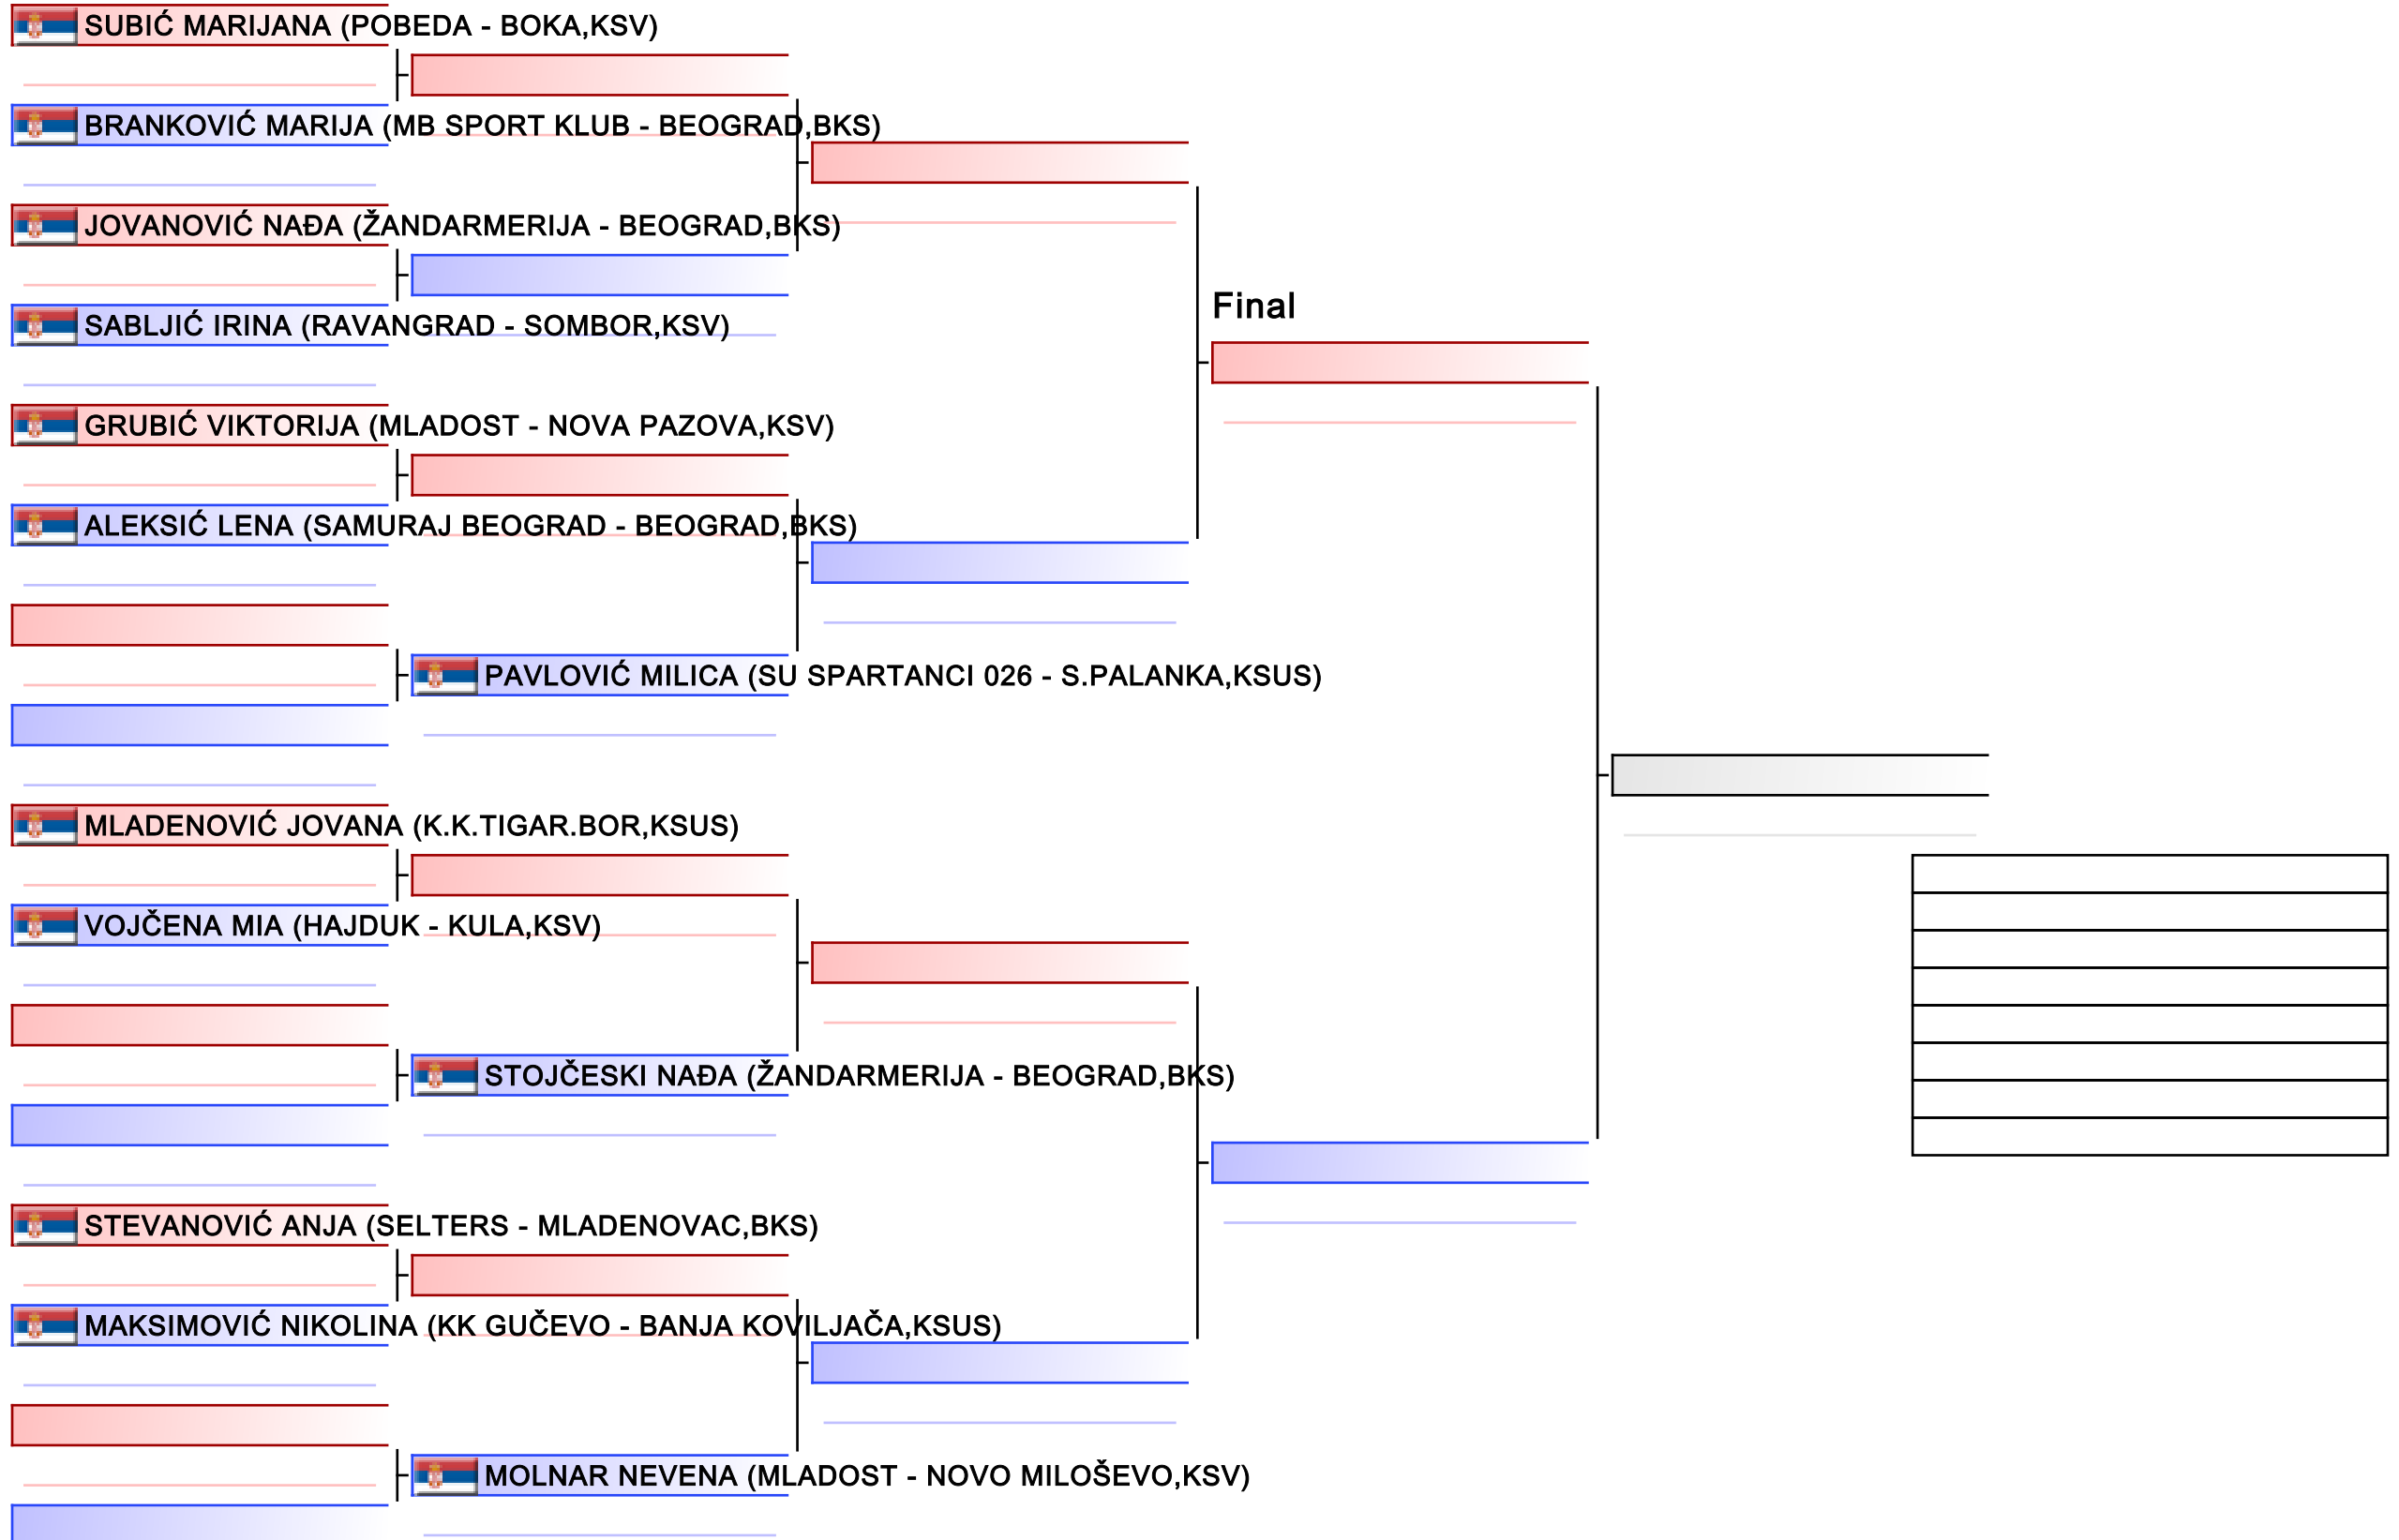 SUBIĆ MARIJANA (POBEDA - BOKA,KSV)
BRANKOVIĆ MARIJA (MB SPORT KLUB - BEOGRAD,BKS)
JOVANOVIĆ NAĐA (ŽANDARMERIJA - BEOGRAD,BKS)
SABLJIĆ IRINA (RAVANGRAD - SOMBOR,KSV)
Final
GRUBIĆ VIKTORIJA (MLADOST - NOVA PAZOVA,KSV)
ALEKSIĆ LENA (SAMURAJ BEOGRAD - BEOGRAD,BKS)
PAVLOVIĆ MILICA (SU SPARTANCI 026 - S.PALANKA,KSUS)
MLADENOVIĆ JOVANA (K.K.TIGAR.BOR,KSUS)
VOJČENA MIA (HAJDUK - KULA,KSV)
STOJČESKI NAĐA (ŽANDARMERIJA - BEOGRAD,BKS)
STEVANOVIĆ ANJA (SELTERS - MLADENOVAC,BKS)
MAKSIMOVIĆ NIKOLINA (KK GUČEVO - BANJA KOVILJAČA,KSUS)
MOLNAR NEVENA (MLADOST - NOVO MILOŠEVO,KSV)